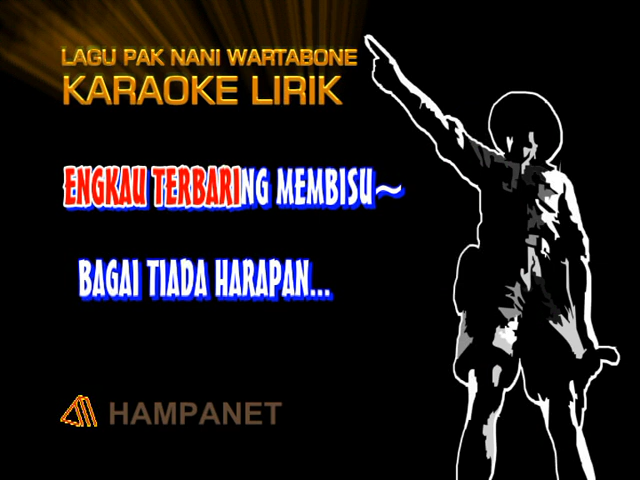 LAGU PAK NANI WARTABONE
KARAOKE LIRIK
ENGKAU TERBARING MEMBISU~
BAGAI TIADA HARAPAN...
HAMPANET